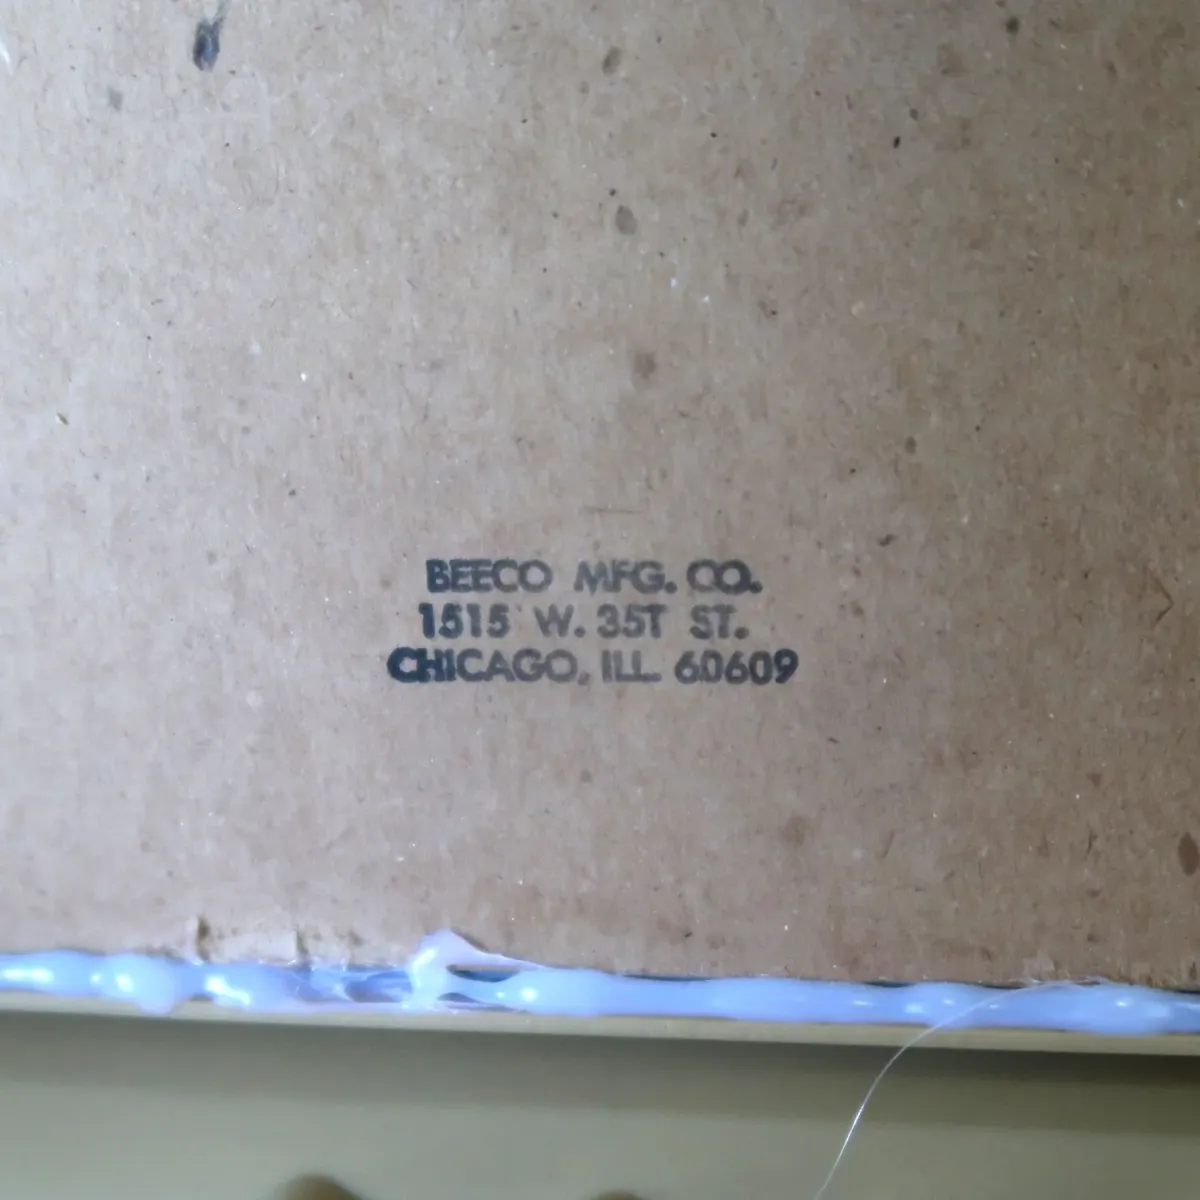 BEECO MFG. CO.
1515 W. 35T ST.
CHICAGO, ILL. 60609